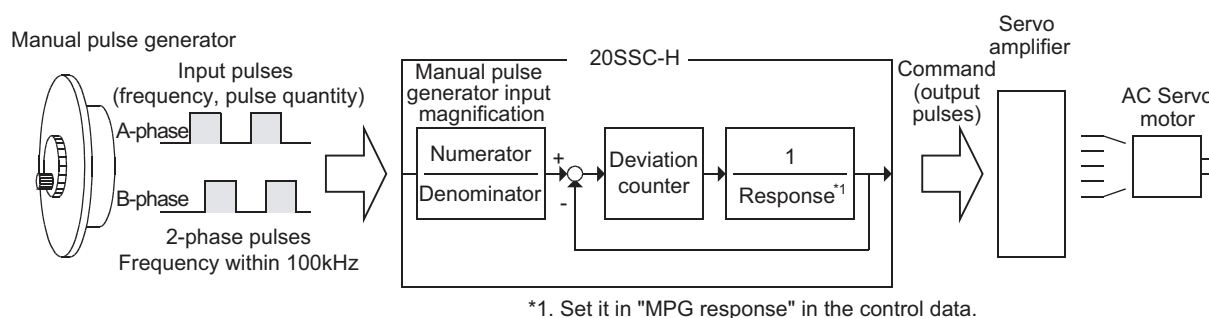 Manual pulse generator
Input pulses
(frequency, pulse quantity)
A-phase
B-phase
2-phase pulses
Frequency within 100kHz
20SSC-H
Manual pulse
generator input
magnification
Numerator
Denominator
+
-
Deviation
counter
1
Response*1
Command
(output
pulses)
Servo
amplifier
AC Servo
motor
*1. Set it in "MPG response" in the control data.